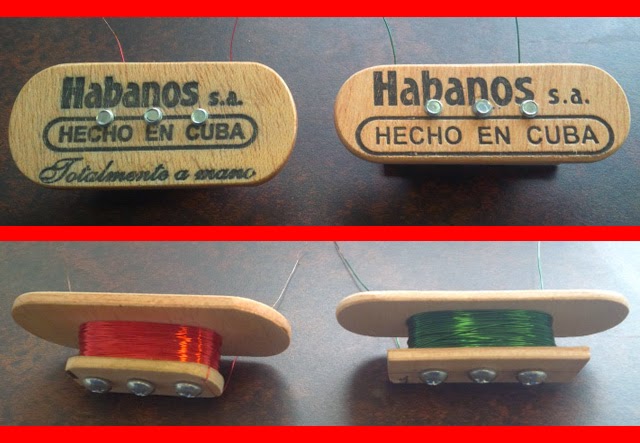 Habanos s.a.
HECHO EN CUBA
Totalmente a mano
Habanos s.a.
HECHO EN CUBA